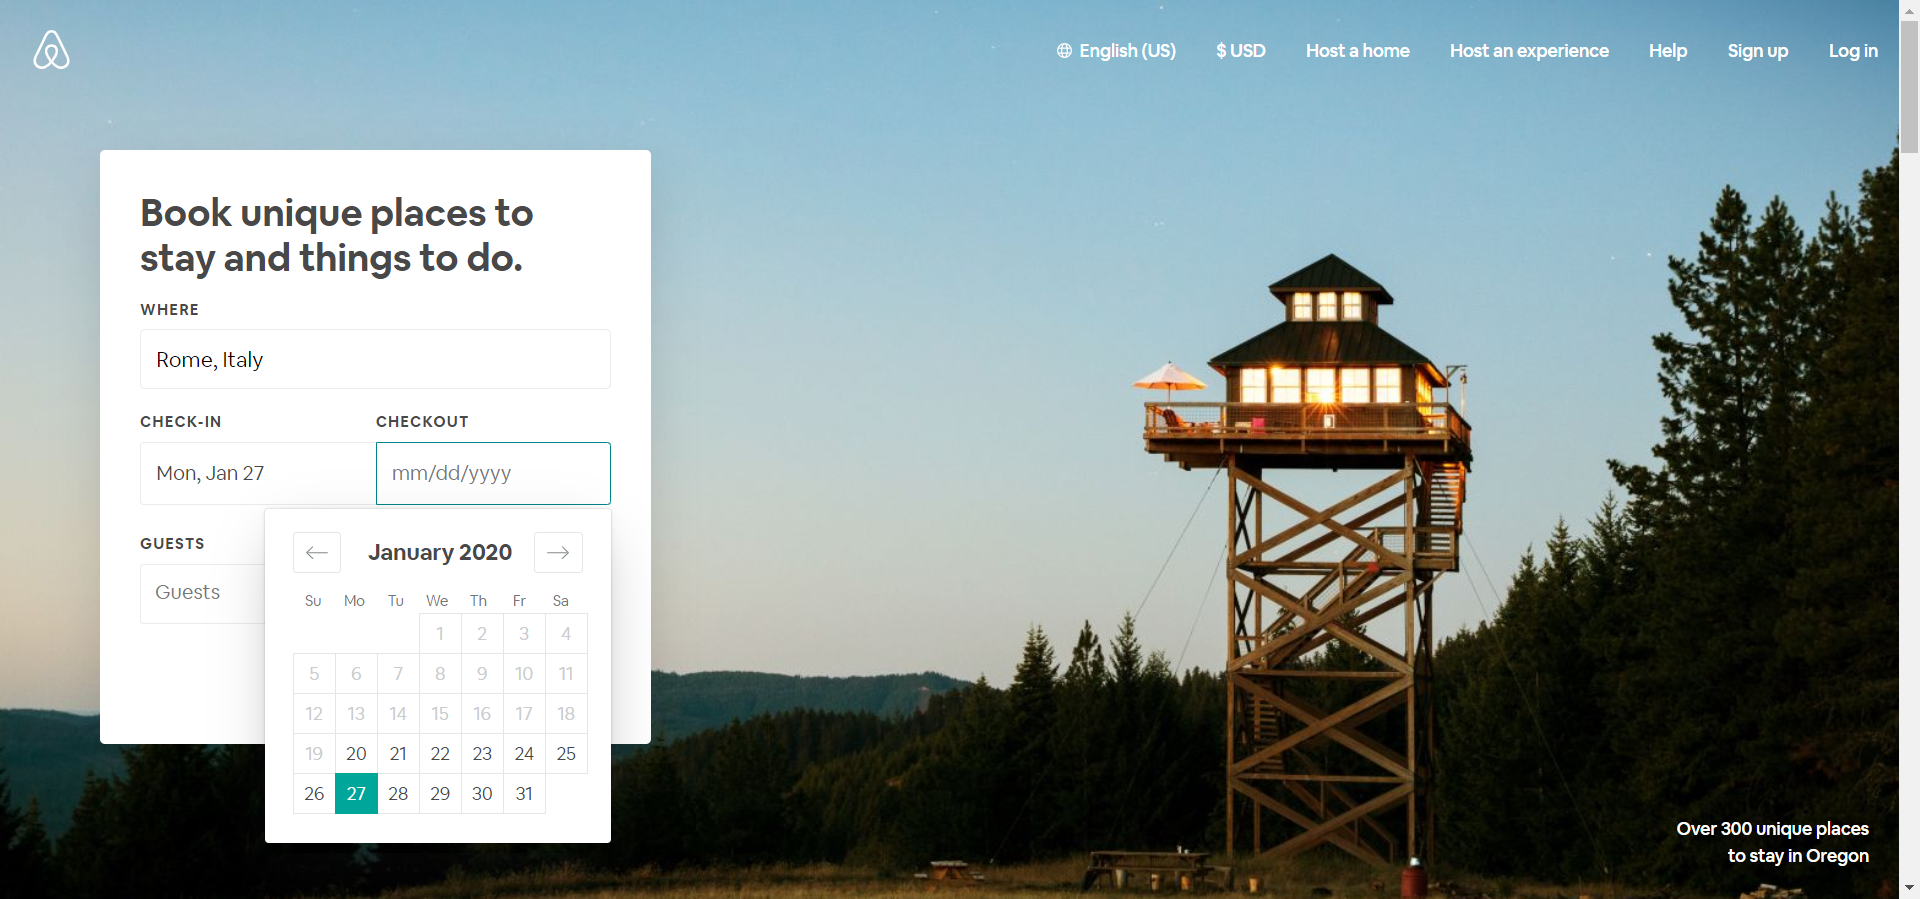 English (US) $ USD Host a home Host an experience Help Sign up Log in
Book unique places to
stay and things to do.
WHERE
Rome, Italy
CHECK-IN CHECKOUT
Mon, Jan 27 mm/dd/yyyy
GUESTS
Guests
January 2020
Su Mo Tu We Th Fr Sa
1 2 3 4
5 6 7 8 9 10 11
12 13 14 15 16 17 18
19 20 21 22 23 24 25
26 27 28 29 30 31
Over 300 unique places
to stay in Oregon